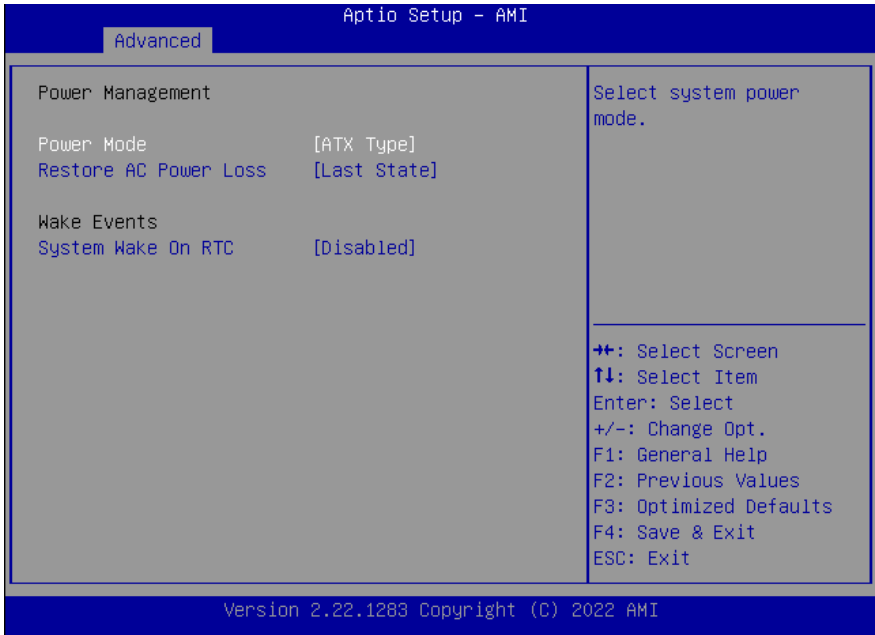 Aptio Setup – AMI
Advanced
Power Management
Power Mode [ATX Type]
Restore AC Power Loss [Last State]
Wake Events
System Wake On RTC [Disabled]
Select system power
mode.
→←: Select Screen
↑↓: Select Item
Enter: Select
+/-: Change Opt.
F1: General Help
F2: Previous Values
F3: Optimized Defaults
F4: Save & Exit
ESC: Exit
Version 2.22.1283 Copyright (C) 2022 AMI